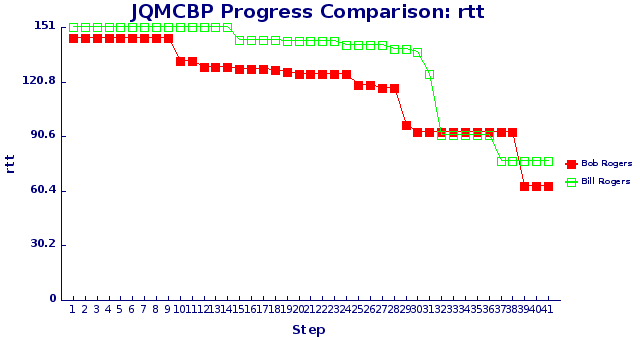 JQMCBP Progress Comparison: rtt
151
120.8
90.6
60.4
30.2
0
rtt
1 2 3 4 5 6 7 8 9 10 11 12 13 14 15 16 17 18 19 20 21 22 23 24 25 26 27 28 29 30 31 32 33 34 35 36 37 38 39 40 41
Step
Bob Rogers
Bill Rogers